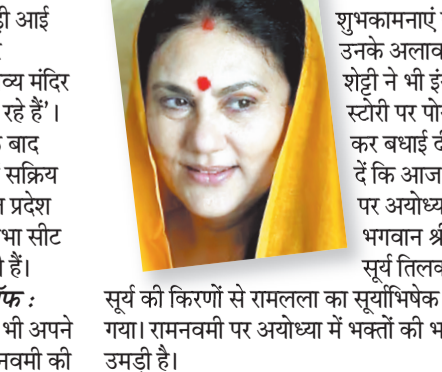 आई
व्य मंदिर
रहे हैं’।
बाद
सक्रिय
प्रदेश
भा सीट
हैं।
भी अपने
नवमी की
शुभकामनाएं
उनके अलाव
शेट्टी ने भी इं
स्टोरी पर पो
कर बधाई दी
दें कि आज
पर अयोध्य
भगवान श्री
सूर्य तिलक
सूर्य की किरणों से रामलला का सूर्याभिषेक
गया। रामनवमी पर अयोध्या में भक्तों की भ
उमड़ी है।